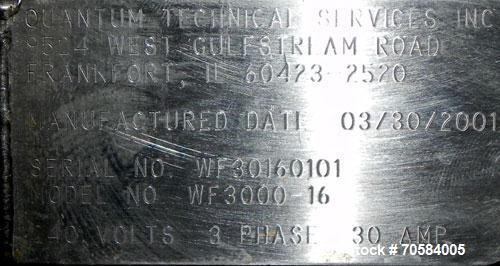 QUANTUM TECHNICAL SERVICES INC
9524 WEST GULFSTREAM ROAD
FRANKFORT, IL 60423-2520
MANUFACTURED DATE 03/30/2001
SERIAL NO. WF30160101
MODEL NO WF3000-16
240 VOLTS 3 PHASE 30 AMP
Stock # 70584005